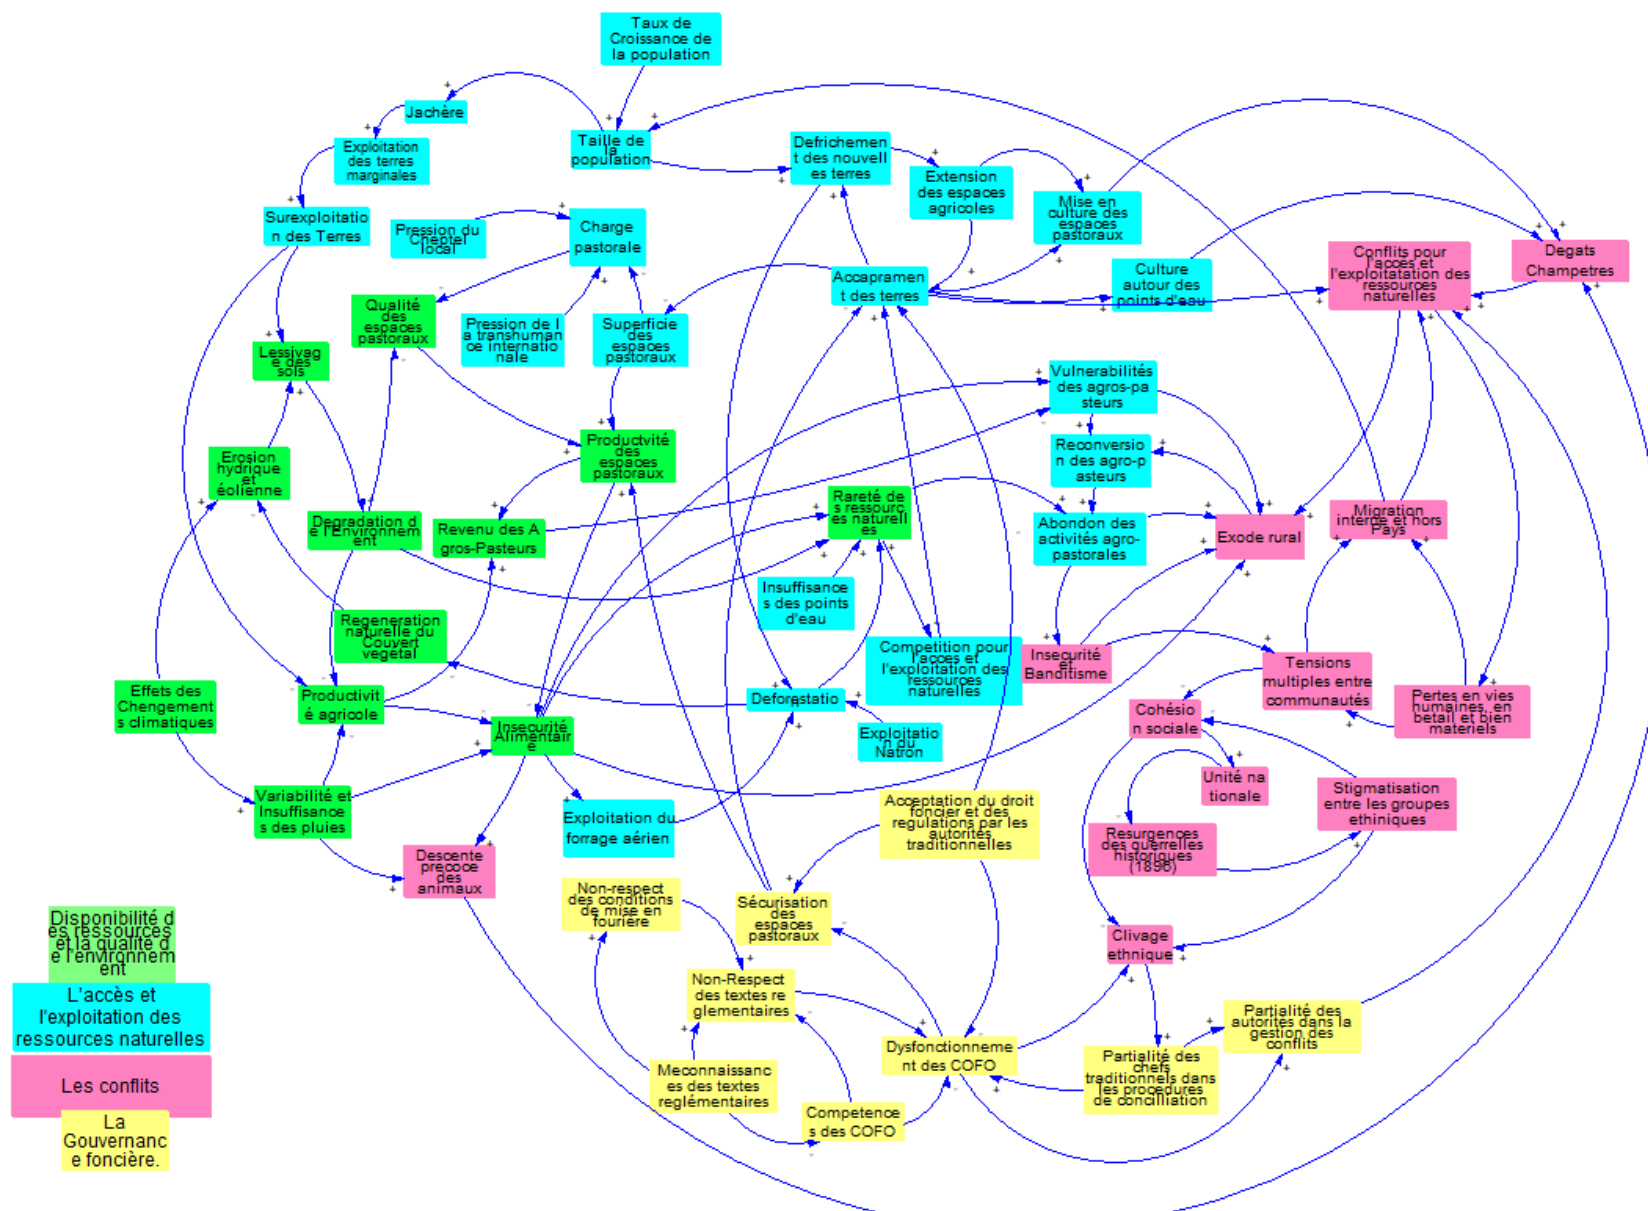 Taux de
Croissance de
la population
Jachère
Taille de
la
population
Exploitation
des terres
marginales
Defrichemen
t des nouvell
es terres
Extension
des espaces
agricoles
Mise en
culture des
espaces
pastoraux
Surexploitatio
n des Terres
Pression du
Cheptel
local
Charge
pastorale
Conflits pour
l'accès et
l'exploitatation des
ressources
naturelles
Degats
Champetres
Accaprament
t des terres
Culture
autour des
points d'eau
Qualité
des
espaces
pastoraux
Pression de l
a transhuman
ce internatio
nale
Superficie
des
espaces
pastoraux
Lessivag
e des
sols
Vulnerabilités
des agros-pa
steurs
Productvité
des
espaces
pastoraux
Reconversio
n des agro-p
asteurs
Erosion
hydrique
et
éolienne
Degradation d
e l'Environnem
ent
Revenu des A
gros-Pasteurs
Rareté de
s ressourc
es naturell
es
Abondon des
activités agro-
pastorales
Exode rural
Migration
interne et hors
Pays
Insuffisance
s des points
d'eau
Regeneration
naturelle du
Couvert
vegétal
Competition pour
l'acces et
l'exploitation des
ressources
naturelles
Insecurité
et
Banditisme
Tensions
multiples entre
communautés
Effets des
Chengement
s climatiques
Productivit
é agricole
Deforestatio
Insecurité
Alimentair
e
Exploitatio
n du
Natron
Cohésio
n sociale
Pertes en vies
humaines, en
betail et bien
materiels
Unité na
tionale
Stigmatisation
entre les groupes
ethiniques
Variabilité et
Insuffisanc
es des pluies
Exploitation du
forrage aérien
Acceptation du droit
foncier et des
regulations par les
autorités
traditionnelles
Resurgences
des querrelles
historiques
(1896)
Descente
precoce
des
animaux
Non-respect
des conditions
de mise en
fourière
Sécurisation
des
espaces
pastoraux
Clivage
ethnique
Disponibilité d
es ressources
et la qualité d
e l'environnem
ent
Non-Respect
des textes re
glementaires
L'accès et
l'exploitation des
ressources naturelles
Partialité des
autorités dans la
gestion des
conflits
Dysfonctionneme
nt des COFO
Partialité des
chefs
traditionnels dans
les procedures
de concilliation
Les conflits
Meconnaissanc
es des textes
reglémentaires
Competence
s des COFO
La
Gouvernanc
e foncière.